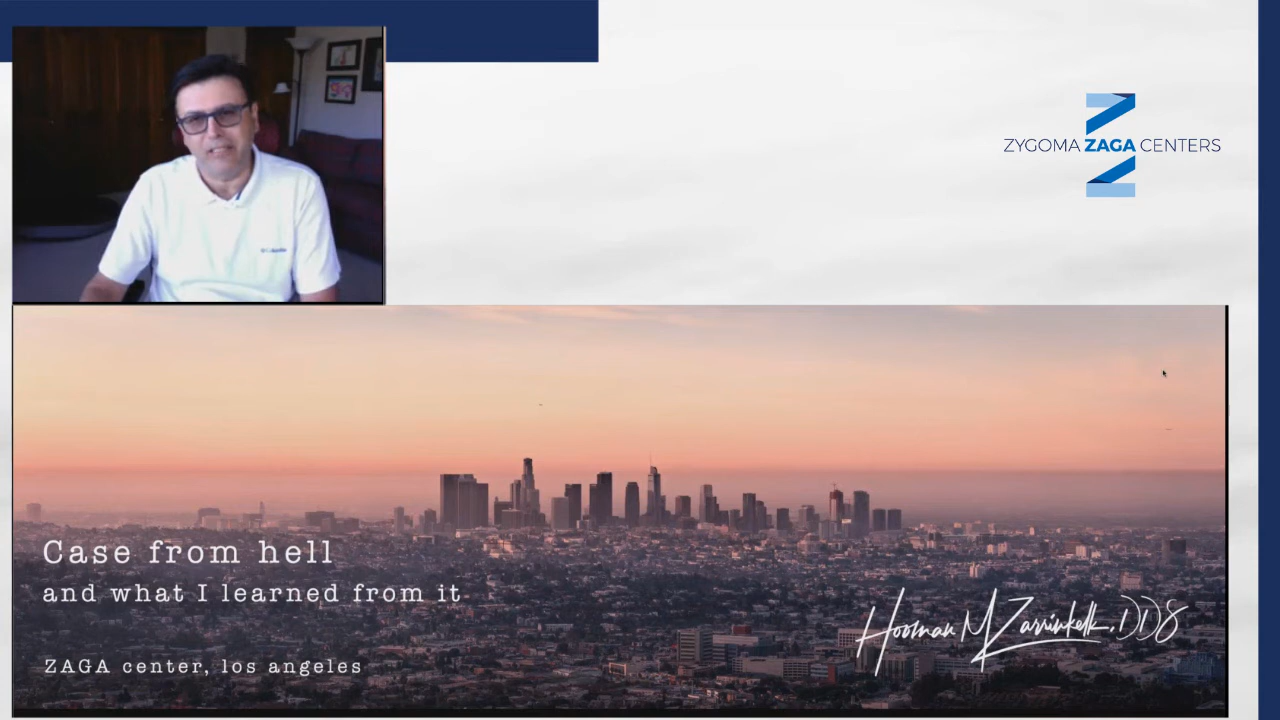 ZYGOMA ZAGA CENTERS
Case from hell
and what I learned from it
Hooman M Zarrinkelk, DDS
ZAGA center, los angeles